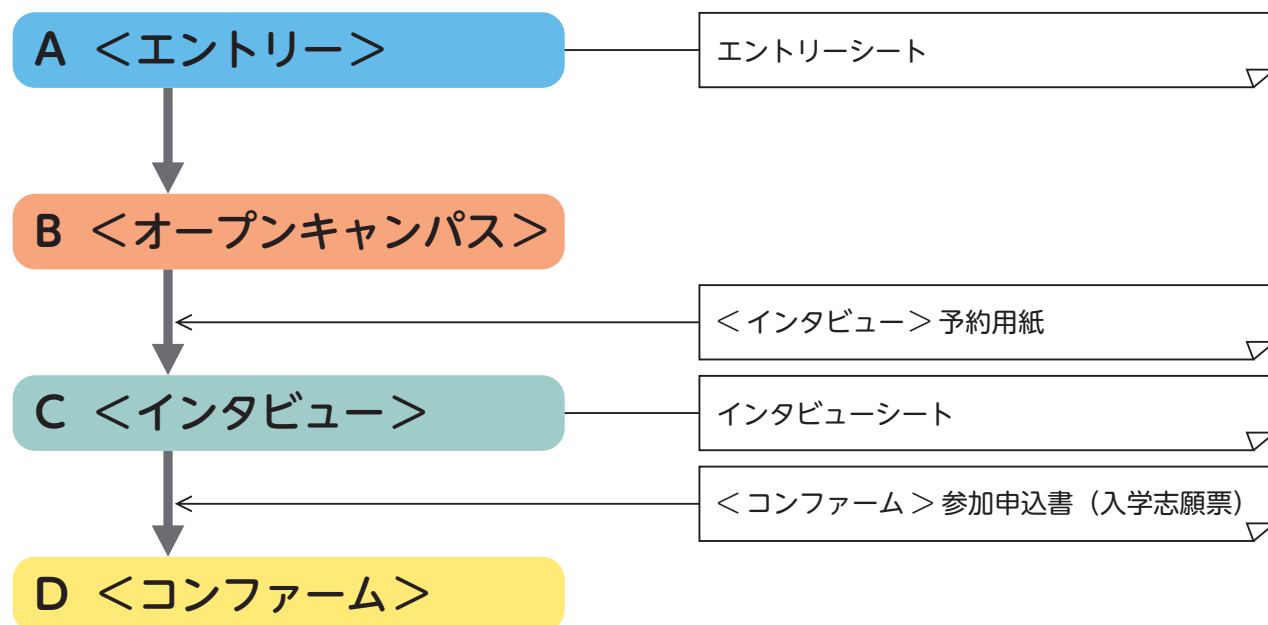 A ＜エントリー＞
エントリーシート
B ＜オープンキャンパス＞
＜インタビュー＞予約用紙
C ＜インタビュー＞
インタビューシート
＜コンファーム＞参加申込書（入学志願票）
D ＜コンファーム＞